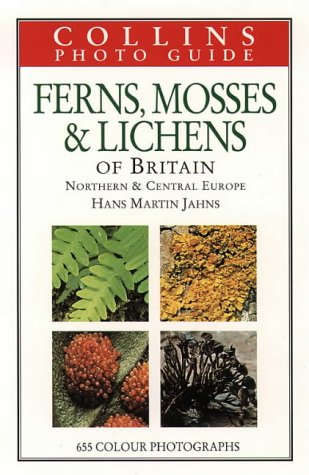 COLLINS
PHOTO GUIDE
FERNS, MOSSES
& LICHENS
OF BRITAIN
NORTHERN & CENTRAL EUROPE
HANS MARTIN JAHNS
655 COLOUR PHOTOGRAPHS